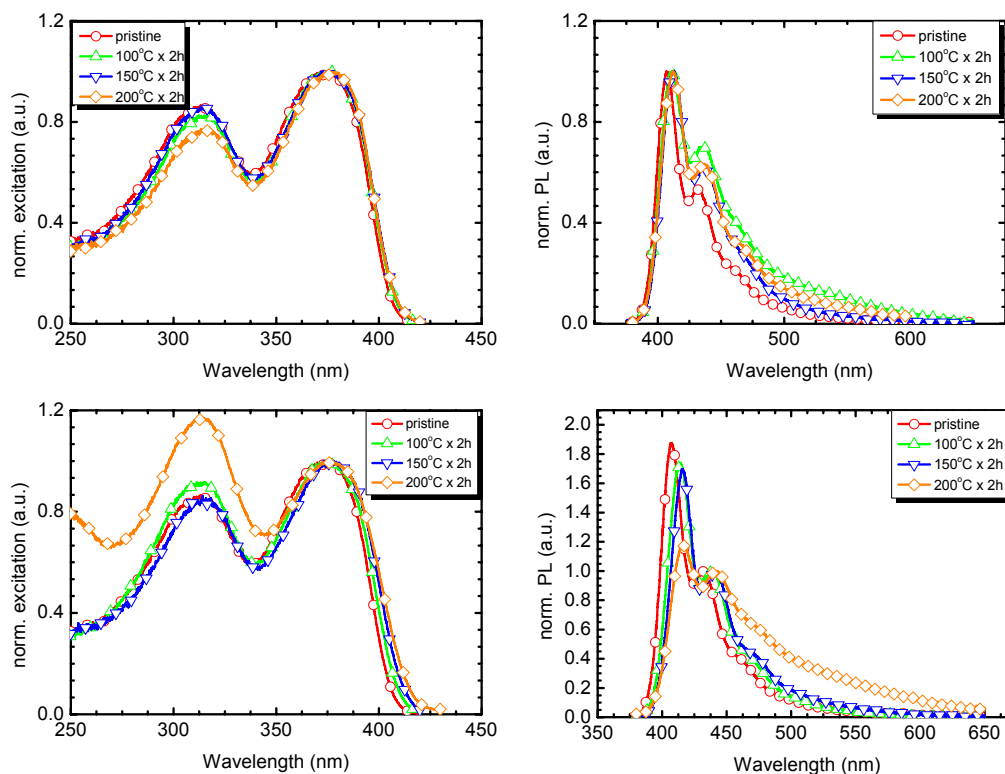 1.2
pristine
100°C x 2h
150°C x 2h
200°C x 2h
0.8
0.4
0.0
norm. excitation (a.u.)
250 300 350 400 450
Wavelength (nm)
1.2
pristine
100°C x 2h
150°C x 2h
200°C x 2h
0.8
0.4
0.0
norm. PL (a.u.)
400 500 600
Wavelength (nm)
1.2
pristine
100°C x 2h
150°C x 2h
200°C x 2h
0.8
0.4
0.0
norm. excitation (a.u.)
250 300 350 400 450
Wavelength (nm)
2.0
pristine
100°C x 2h
150°C x 2h
200°C x 2h
1.8
1.6
1.4
1.2
1.0
0.8
0.6
0.4
0.2
0.0
norm. PL (a.u.)
350 400 450 500 550 600 650
Wavelength (nm)